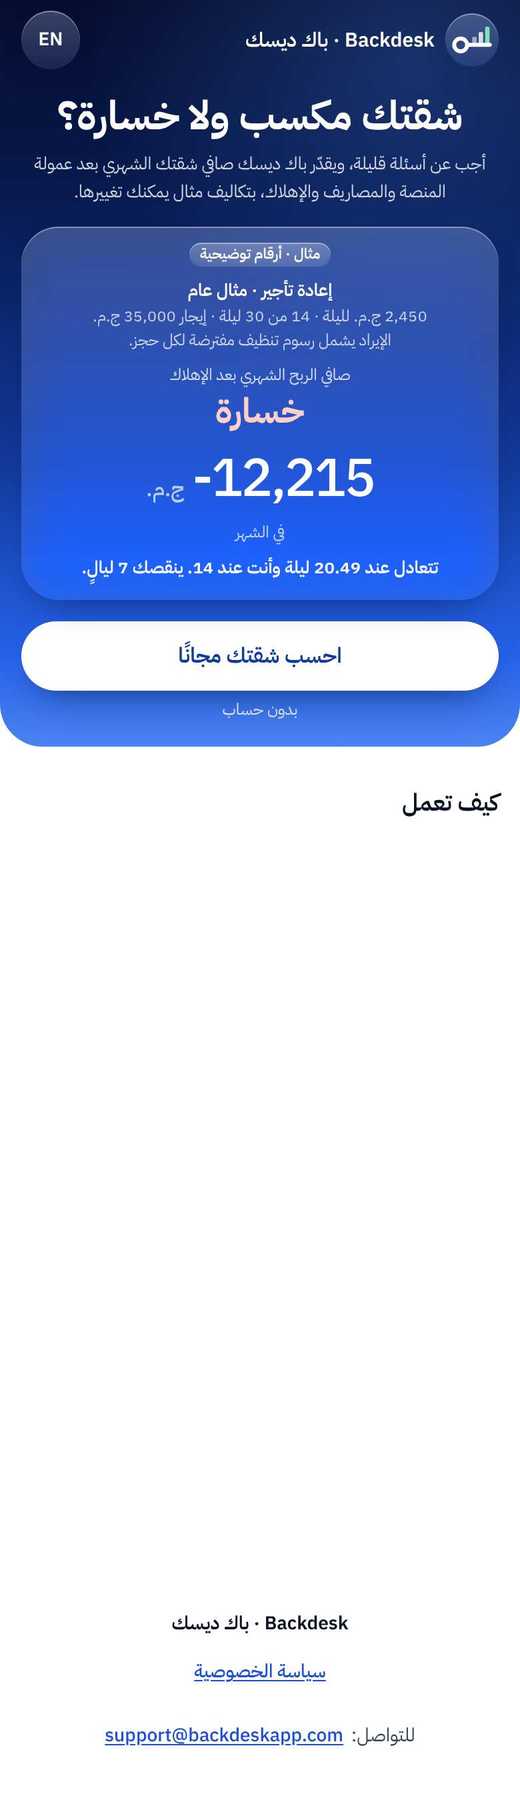 Backdesk · باك ديسك
EN
شقتك مكسب ولا خسارة؟
أجب عن أسئلة قليلة، ويقدّر باك ديسك صافي شقتك الشهري بعد عمولة
المنصة والمصاريف والإهلاك، بتكاليف مثال يمكنك تغييرها.
مثال · أرقام توضيحية
إعادة تأجير · مثال عام
2,450 ج.م. لليلة · 14 من 30 ليلة · إيجار 35,000 ج.م.
الإيراد يشمل رسوم تنظيف مفترضة لكل حجز.
صافي الربح الشهري بعد الإهلاك
خسارة
-12,215 ج.م.
في الشهر
تتعادل عند 20.49 ليلة وأنت عند 14. ينقصك 7 ليالٍ.
احسب شقتك مجانًا
بدون حساب
كيف تعمل
Backdesk · باك ديسك
سياسة الخصوصية
للتواصل: support@backdeskapp.com